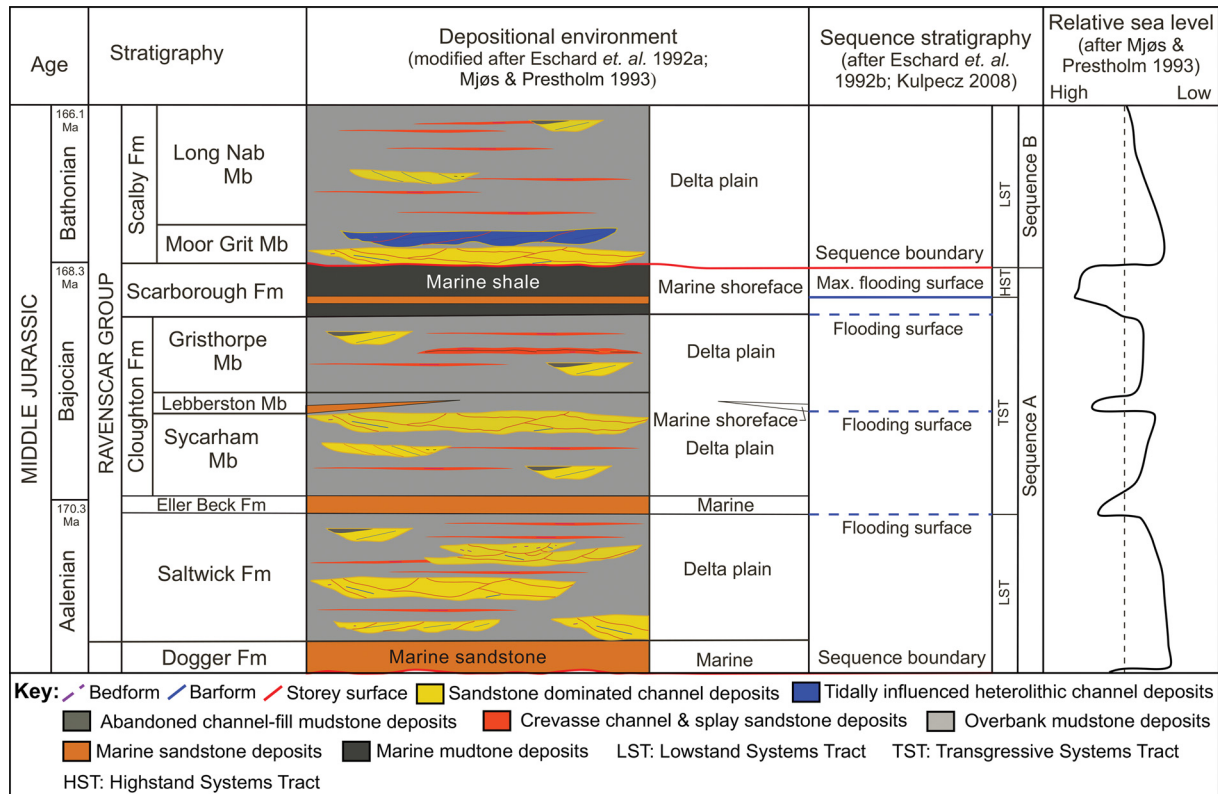 Age
Stratigraphy
Depositional environment
(modified after Eschard et. al. 1992a;
Mjøs & Prestholm 1993)
Sequence stratigraphy
(after Eschard et. al.
1992b; Kulpecz 2008)
Relative sea level
(after Mjøs &
Prestholm 1993)
High Low
MIDDLE JURASSIC
166.1
Ma
Bathonian
168.3
Ma
Bajocian
170.3
Ma
Aalenian
RAVENSCAR GROUP
Scalby Fm
Long Nab
Mb
Moor Grit Mb
Scarborough Fm
Cloughton Fm
Gristhorpe
Mb
Lebberston Mb
Sycarham
Mb
Eller Beck Fm
Saltwick Fm
Dogger Fm
Marine shale
Marine sandstone
Delta plain
Marine shoreface
Delta plain
Marine shoreface
Delta plain
Marine
Delta plain
Marine
Sequence boundary
Max. flooding surface
Flooding surface
Flooding surface
Flooding surface
Sequence boundary
LST
HST
TST
LST
Sequence B
Sequence A
Key: Bedform Barform Storey surface Sandstone dominated channel deposits Tidally influenced heterolithic channel deposits
Abandoned channel-fill mudstone deposits Crevasse channel & splay sandstone deposits Overbank mudstone deposits
Marine sandstone deposits Marine mudtone deposits LST: Lowstand Systems Tract TST: Transgressive Systems Tract
HST: Highstand Systems Tract